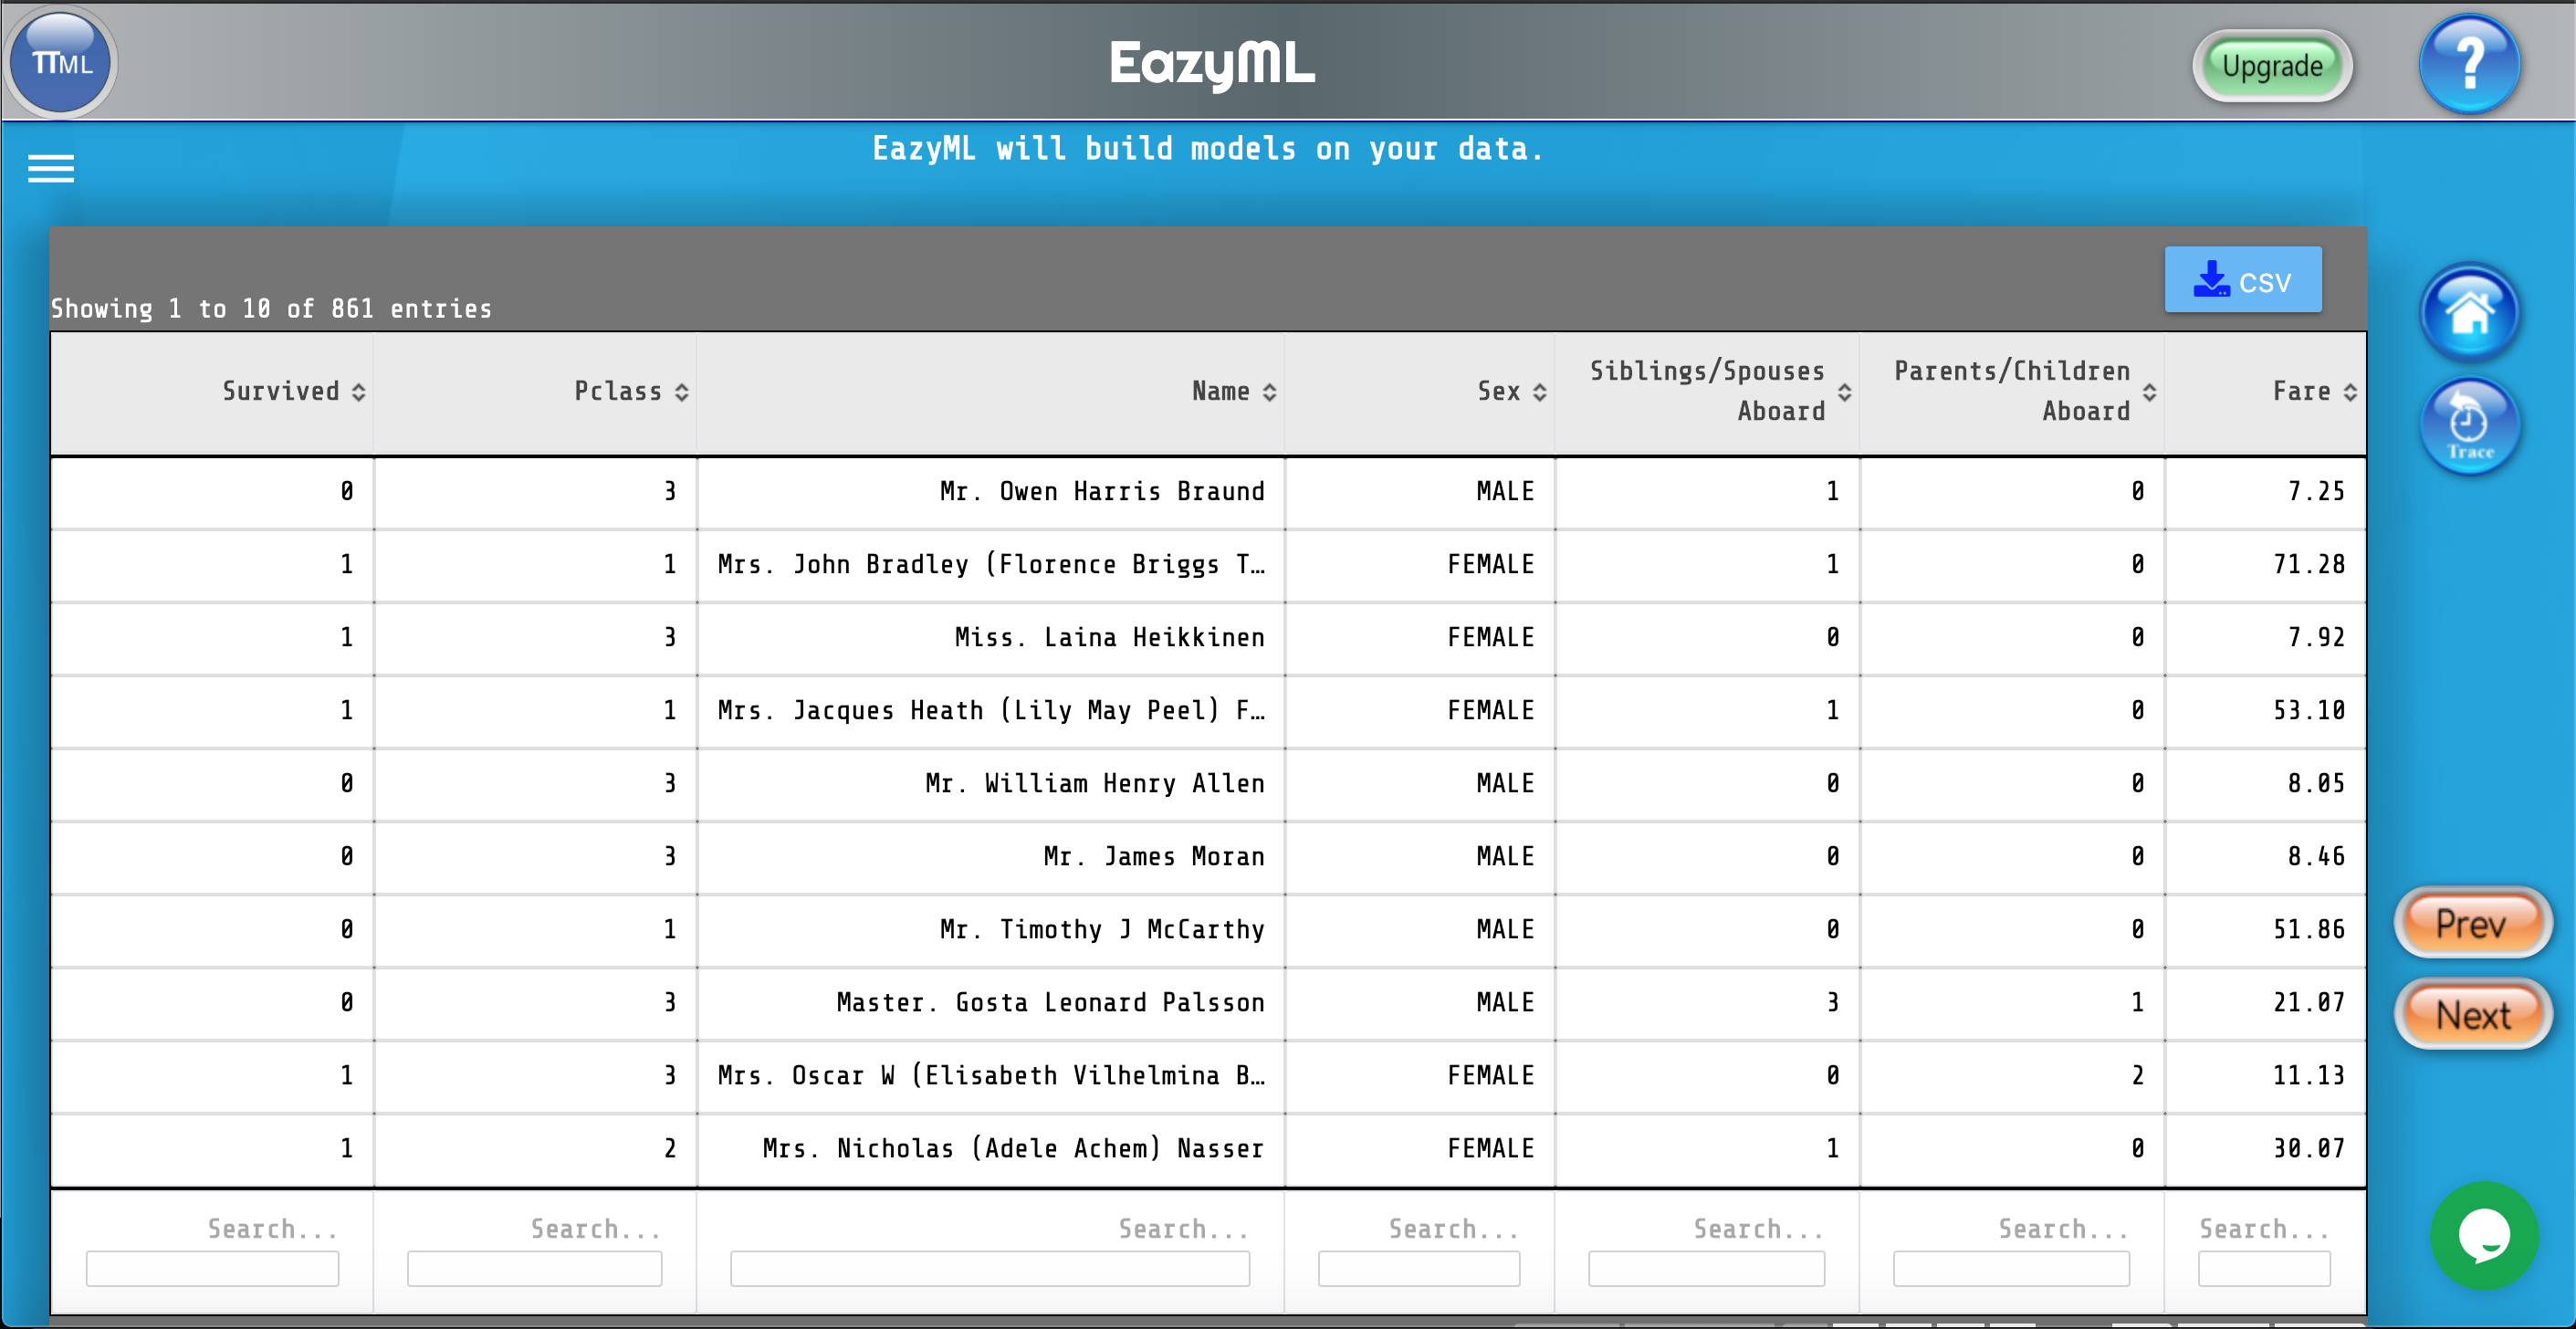 πML
EazyML
Upgrade
?
EazyML will build models on your data.
CSV
Showing 1 to 10 of 861 entries
Survived Pclass Name Sex Siblings/Spouses Aboard Parents/Children Aboard Fare
0 3 Mr. Owen Harris Braund MALE 1 0 7.25
1 1 Mrs. John Bradley (Florence Briggs T… FEMALE 1 0 71.28
1 3 Miss. Laina Heikkinen FEMALE 0 0 7.92
1 1 Mrs. Jacques Heath (Lily May Peel) F… FEMALE 1 0 53.10
0 3 Mr. William Henry Allen MALE 0 0 8.05
0 3 Mr. James Moran MALE 0 0 8.46
0 1 Mr. Timothy J McCarthy MALE 0 0 51.86
0 3 Master. Gosta Leonard Palsson MALE 3 1 21.07
1 3 Mrs. Oscar W (Elisabeth Vilhelmina B… FEMALE 0 2 11.13
1 2 Mrs. Nicholas (Adele Achem) Nasser FEMALE 1 0 30.07
Search... Search... Search... Search... Search... Search... Search...
Trace
Prev
Next